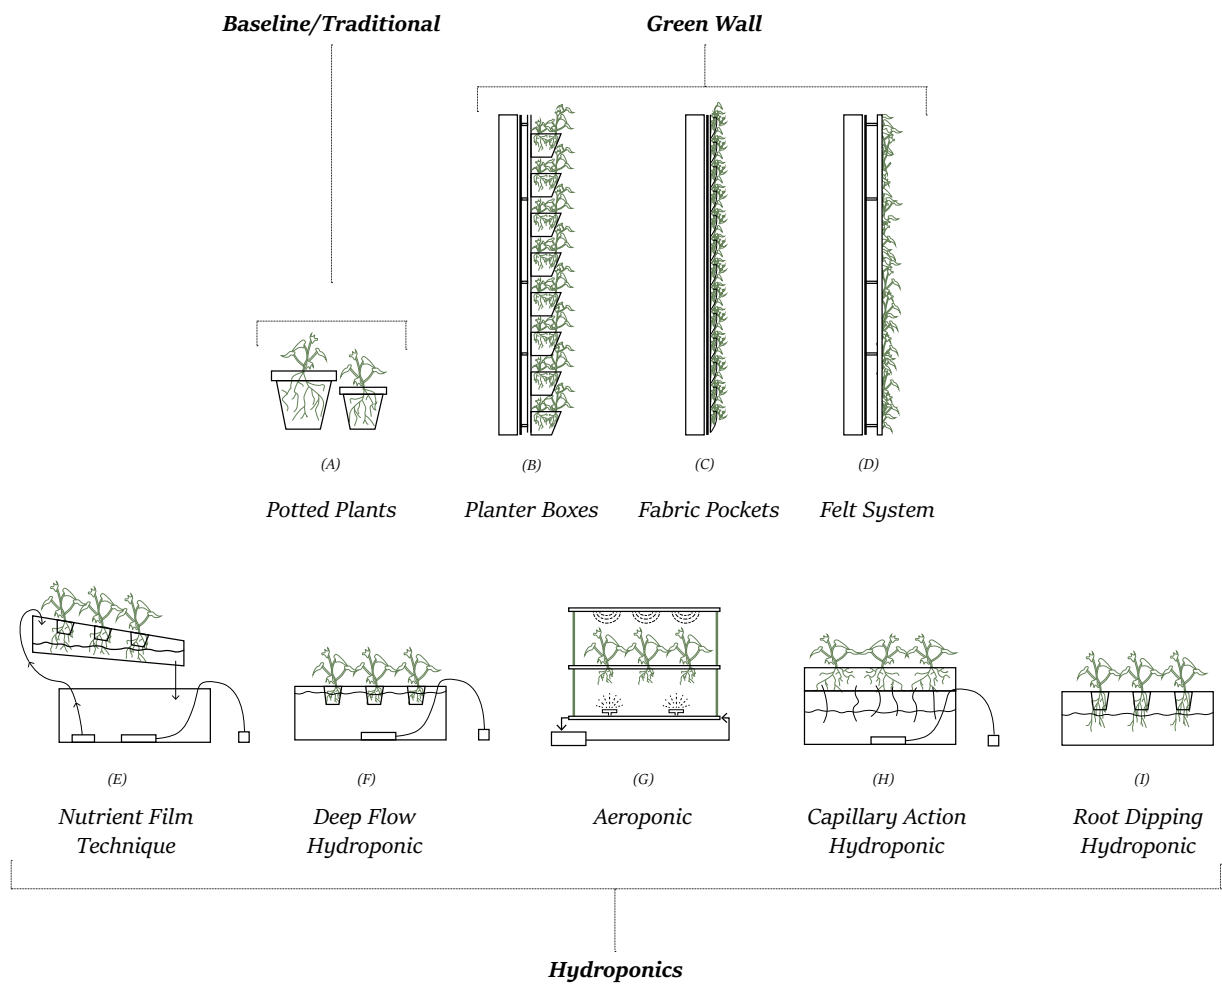 Baseline/Traditional
Green Wall
(A)
(B)
(C)
(D)
Potted Plants
Planter Boxes
Fabric Pockets
Felt System
(E)
(F)
(G)
(H)
(I)
Nutrient Film
Technique
Deep Flow
Hydroponic
Aeroponic
Capillary Action
Hydroponic
Root Dipping
Hydroponic
Hydroponics